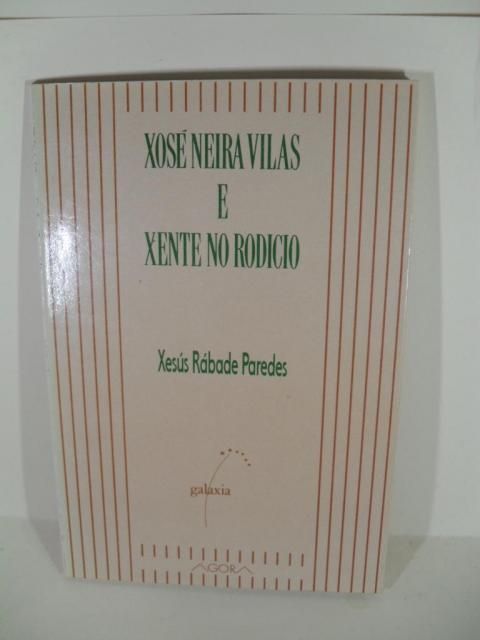 XOSÉ NEIRA VILAS
E
XENTE NO RODICIO
Xesús Rábade Paredes
galaxia
AGORA